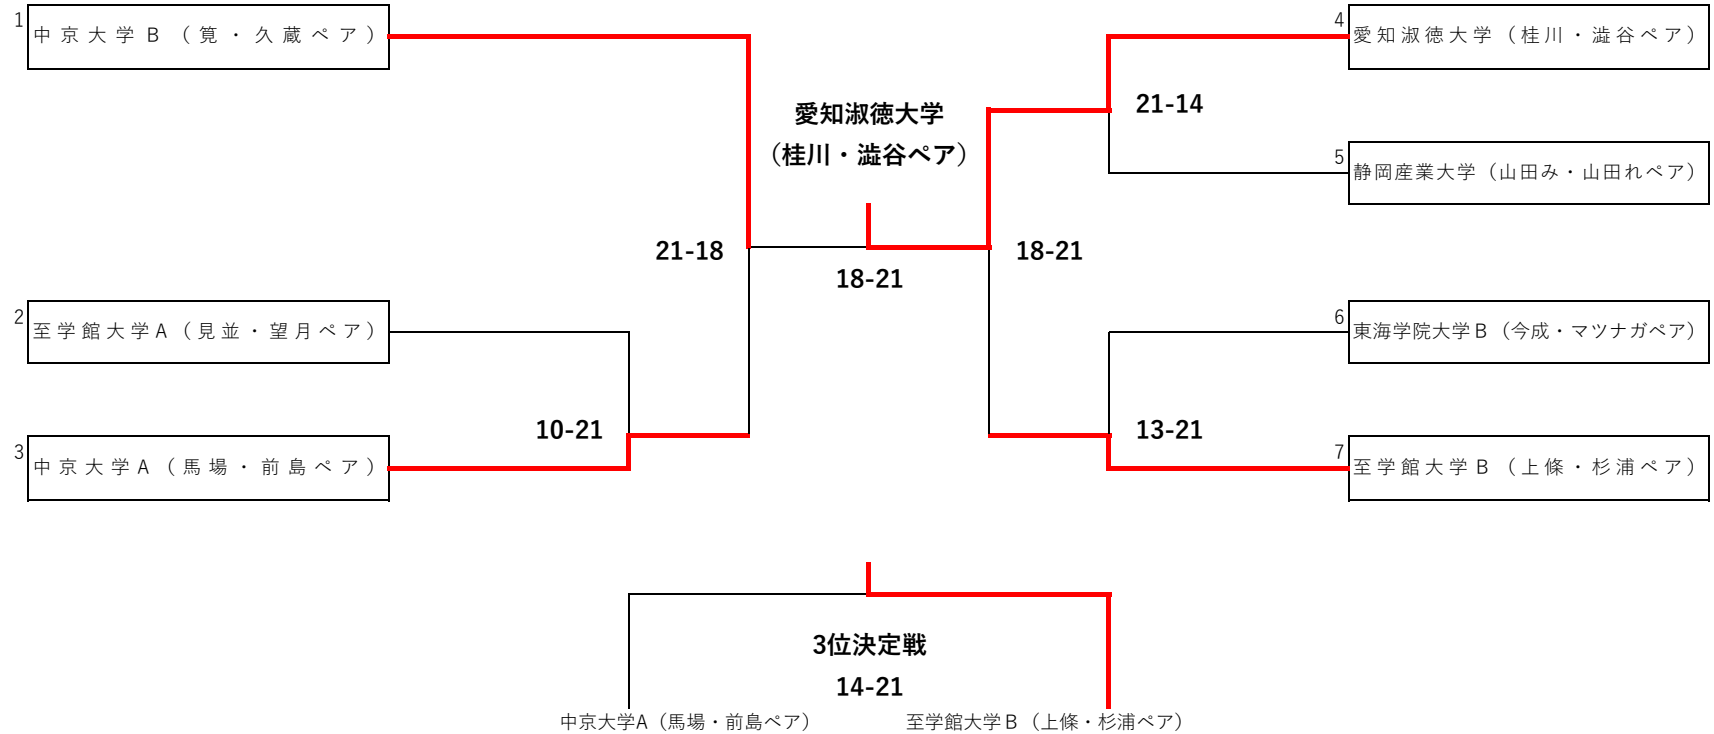 1
中京大学B（筧・久蔵ペア）
4
愛知淑徳大学（桂川・澁谷ペア）
愛知淑徳大学
（桂川・澁谷ペア）
21-14
5
静岡産業大学（山田み・山田れペア）
21-18
18-21
18-21
2
至学館大学A（見並・望月ペア）
6
東海学院大学B（今成・マツナガペア）
10-21
13-21
3
中京大学A（馬場・前島ペア）
7
至学館大学B（上條・杉浦ペア）
3位決定戦
14-21
中京大学A（馬場・前島ペア）
至学館大学B（上條・杉浦ペア）